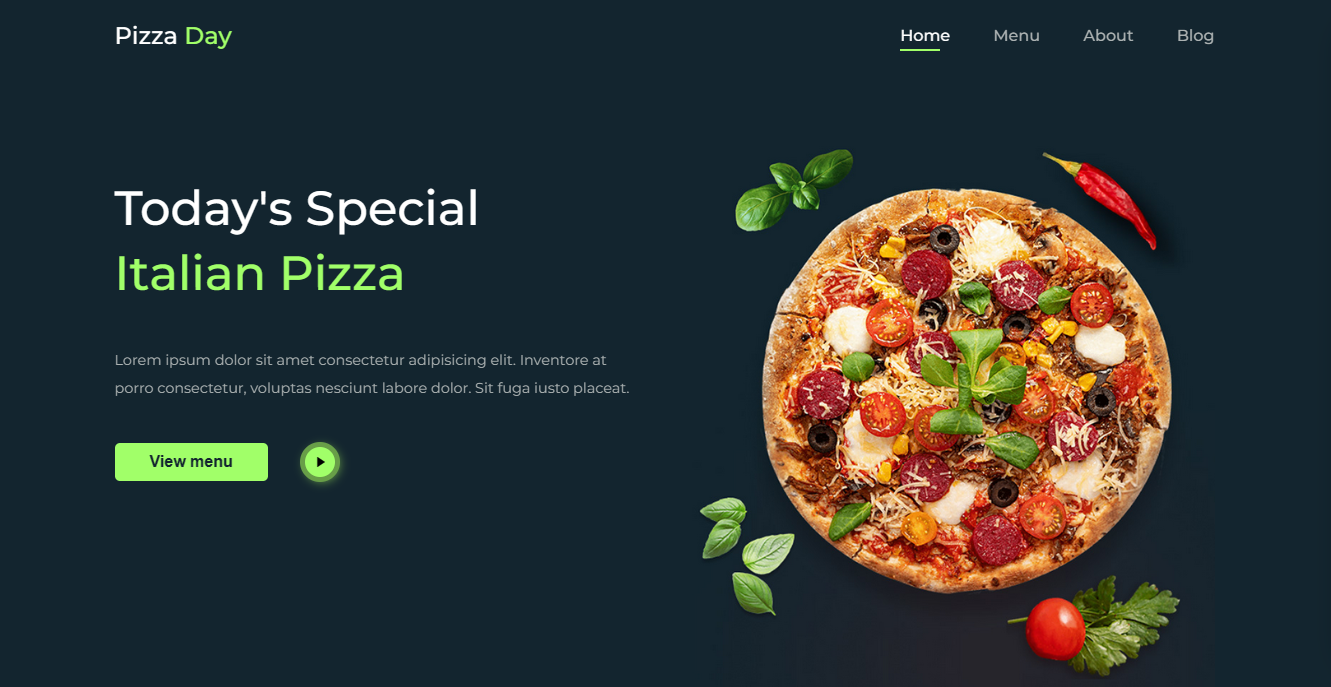 Pizza Day
Home Menu About Blog
Today's Special
Italian Pizza
Lorem ipsum dolor sit amet consectetur adipisicing elit. Inventore at
porro consectetur, voluptas nesciunt labore dolor. Sit fuga iusto placeat.
View menu